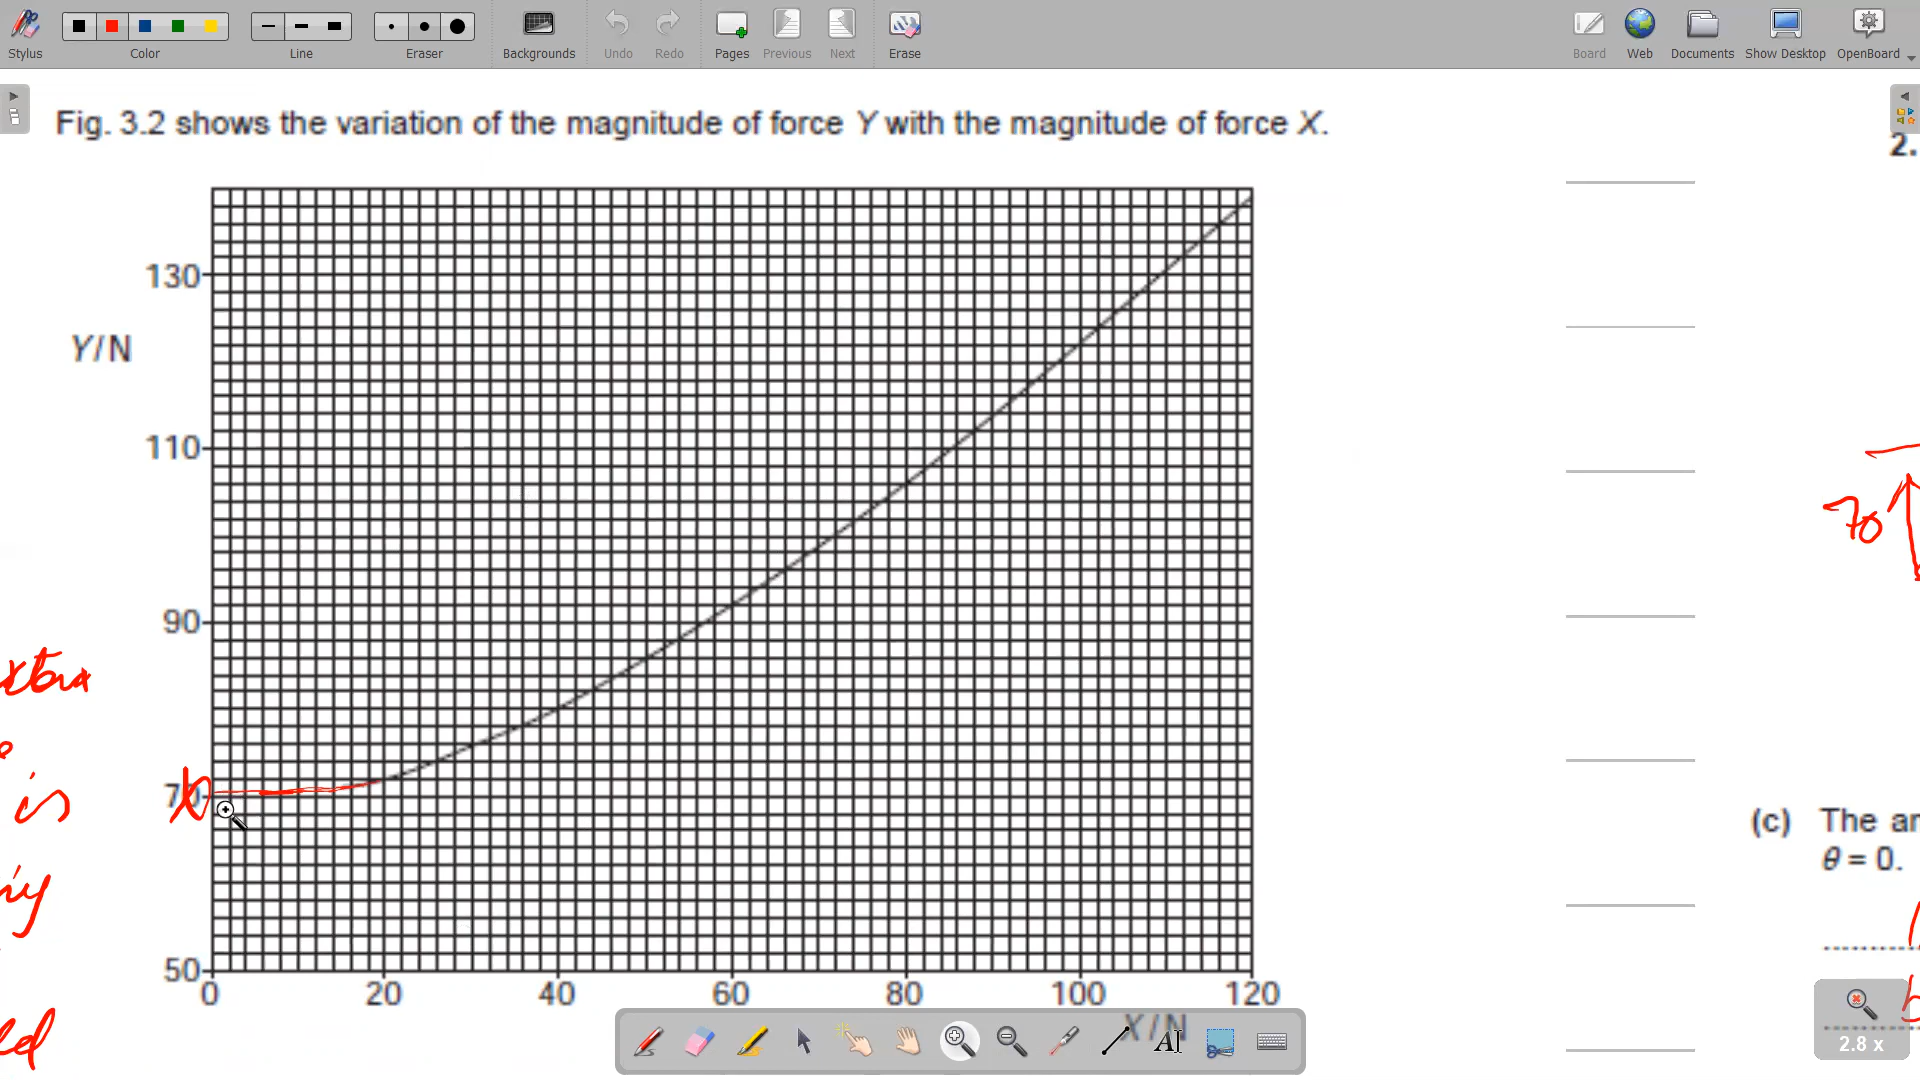 Stylus Color Line Eraser Backgrounds Undo Redo Pages Previous Next Erase Board Web Documents Show Desktop OpenBoard
Fig. 3.2 shows the variation of the magnitude of force Y with the magnitude of force X.
2.
130
Y/N
110
70
90
is
70
(c) The
θ = 0.
50
0 20 40 60 80 100 120
X/N
2.8 x